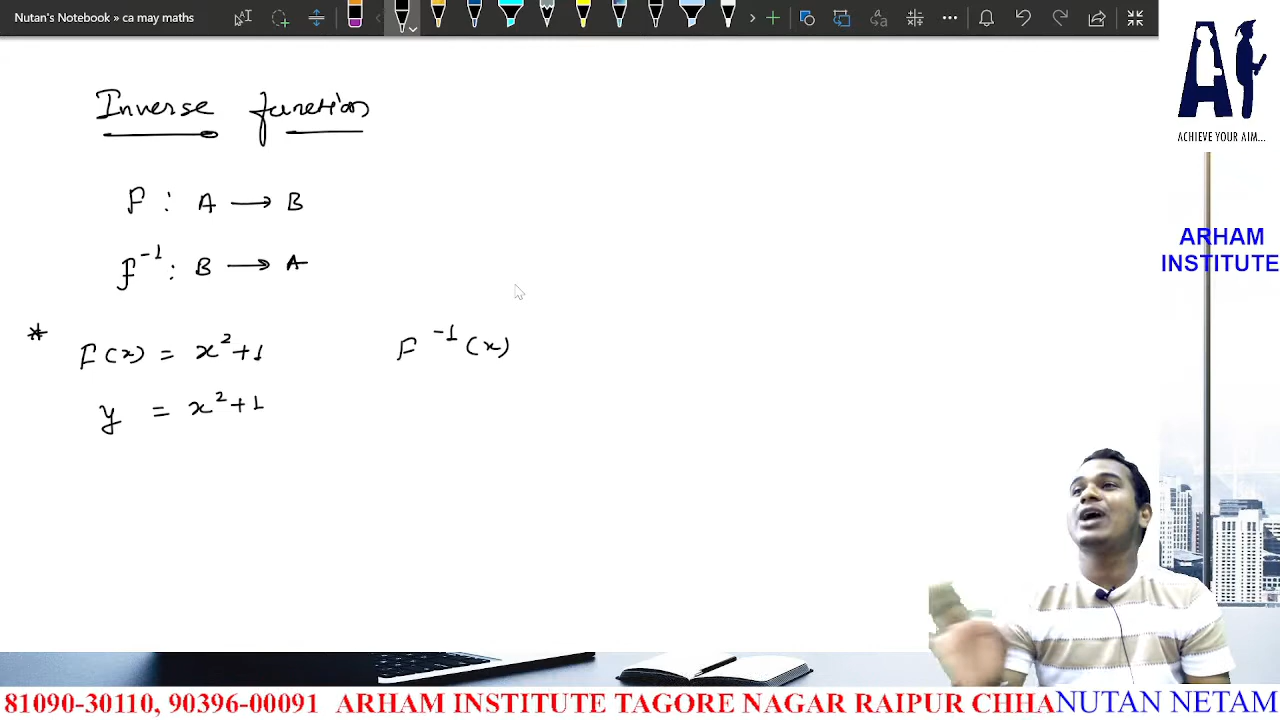 Nutan's Notebook » ca may maths
ACHIEVE YOUR AIM...
ARHAM
INSTITUTE
Inverse function
F : A → B
f⁻¹ : B → A
* F(x) = x²+1
F⁻¹(x)
y = x²+1
81090-30110, 90396-00091 ARHAM INSTITUTE TAGORE NAGAR RAIPUR CHHA
NUTAN NETAM